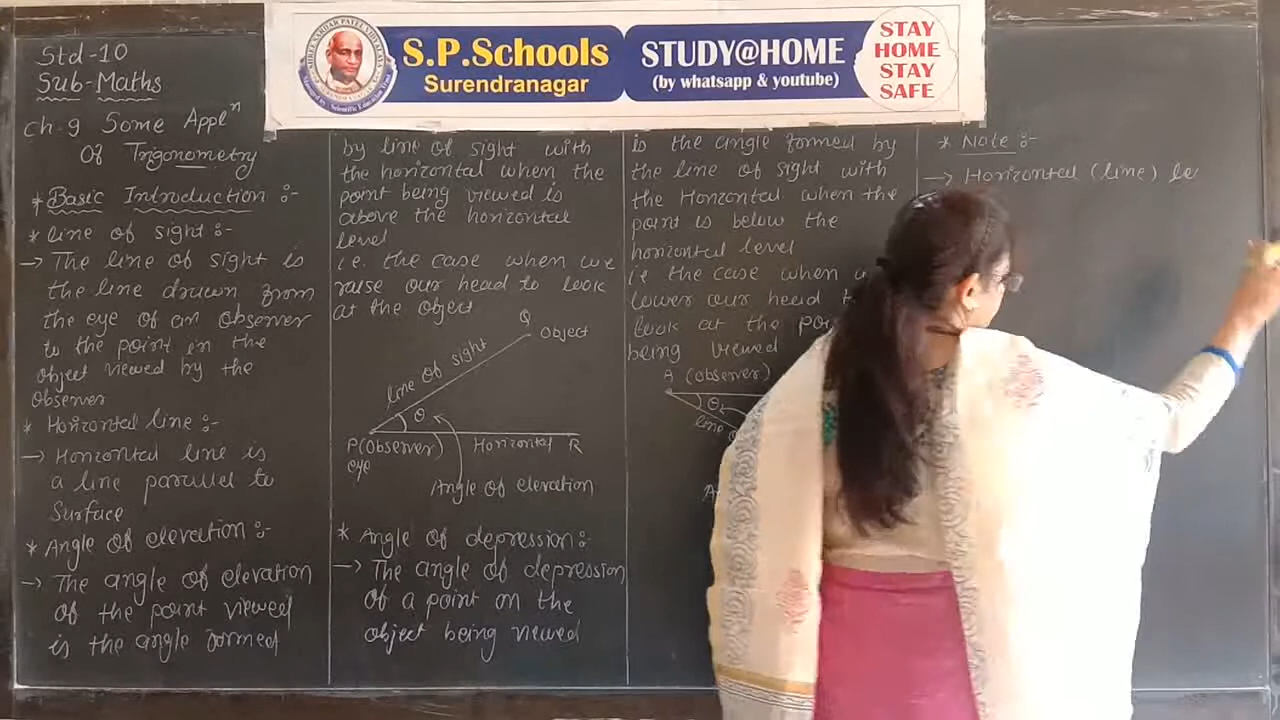 S.P.Schools
Surendranagar
STUDY@HOME
(by whatsapp & youtube)
STAY
HOME
STAY
SAFE
Std-10
Sub-Maths
Ch-9 Some Applⁿ
Of Trigonometry
* Basic Introduction :-
* line of sight :-
→ The line of sight is
the line drawn from
the eye of an observer
to the point in the
object viewed by the
observer
* Horizontal line :-
→ Horizontal line is
a line parallel to
Surface
* Angle of elevation :-
→ The angle of elevation
of the point viewed
is the angle formed
by line of sight with
the horizontal when the
point being viewed is
above the horizontal
level
i.e. the case when we
raise our head to look
at the object
Q
Object
line of sight
θ
P(Observer)
eye
Horizontal R
Angle of elevation
* Angle of depression :-
→ The angle of depression
of a point on the
object being viewed
is the angle formed by
the line of sight with
the Horizontal when the
point is below the
horizontal level
i.e the case when
lower our head
look at the
being viewed
A (observer)
θ
line
* Note :-
→ Horizontal (line) le